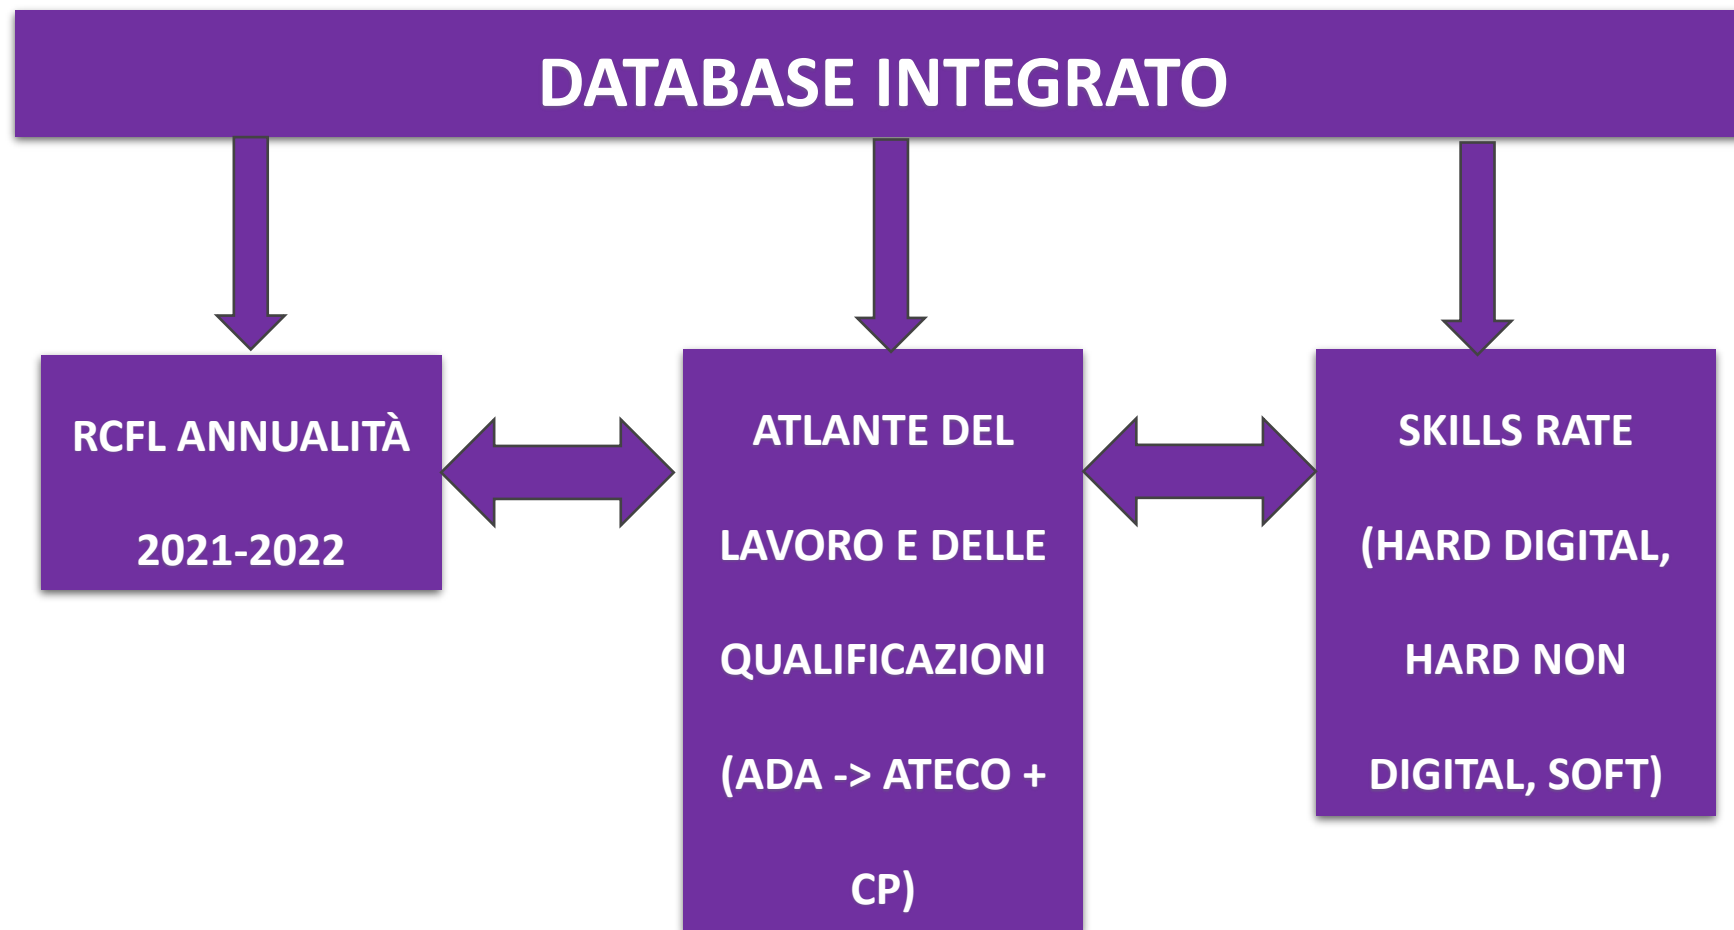 DATABASE INTEGRATO
RCFL ANNUALITÀ
2021-2022
ATLANTE DEL
LAVORO E DELLE
QUALIFICAZIONI
(ADA -> ATECO +
CP)
SKILLS RATE
(HARD DIGITAL,
HARD NON
DIGITAL, SOFT)